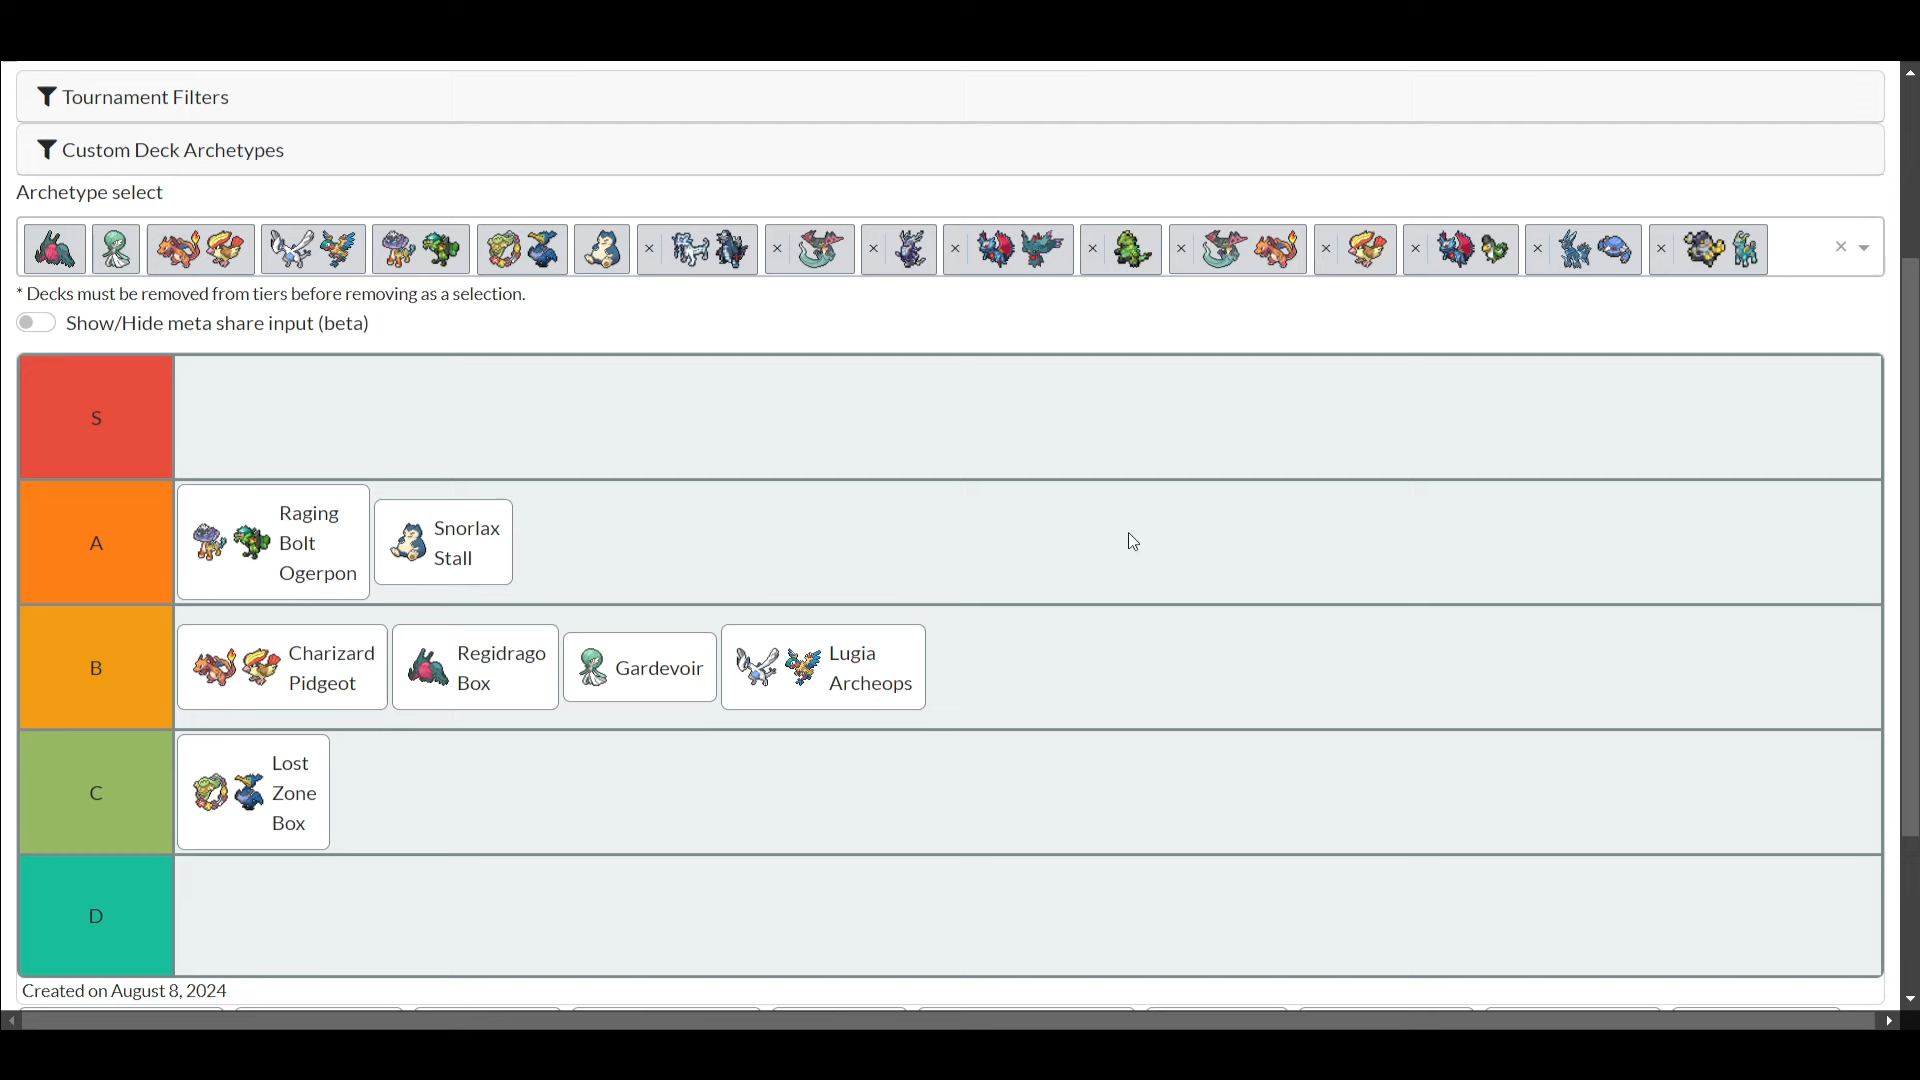 Tournament Filters
Custom Deck Archetypes
Archetype select
* Decks must be removed from tiers before removing as a selection.
Show/Hide meta share input (beta)
S
A
Raging
Bolt
Ogerpon
Snorlax
Stall
B
Charizard
Pidgeot
Regidrago
Box
Gardevoir
Lugia
Archeops
C
Lost
Zone
Box
D
Created on August 8, 2024